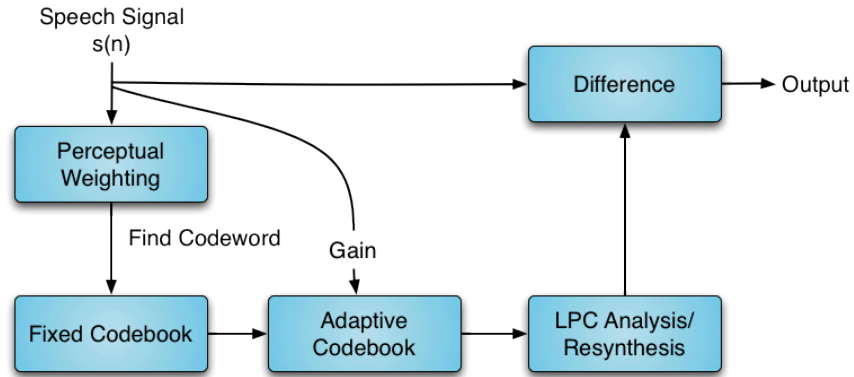 Speech Signal
s(n)
Difference
Output
Perceptual
Weighting
Find Codeword
Gain
Fixed Codebook
Adaptive
Codebook
LPC Analysis/
Resynthesis